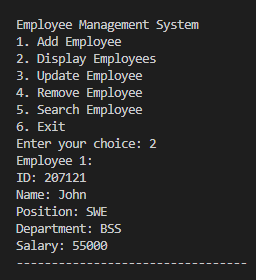 Employee Management System
1. Add Employee
2. Display Employees
3. Update Employee
4. Remove Employee
5. Search Employee
6. Exit
Enter your choice: 2
Employee 1:
ID: 207121
Name: John
Position: SWE
Department: BSS
Salary: 55000
---------------------------------